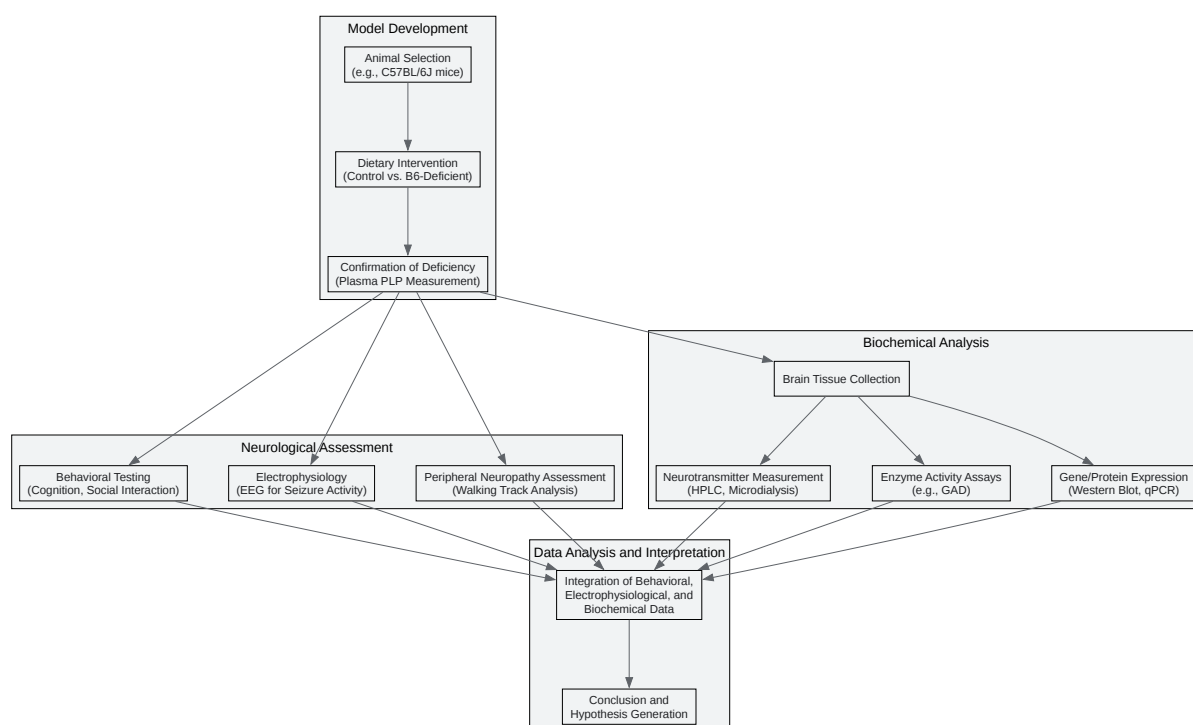 Model Development
Animal Selection
(e.g., C57BL/6J mice)
Dietary Intervention
(Control vs. B6-Deficient)
Confirmation of Deficiency
(Plasma PLP Measurement)
Biochemical Analysis
Brain Tissue Collection
Neurological Assessment
Behavioral Testing
(Cognition, Social Interaction)
Electrophysiology
(EEG for Seizure Activity)
Peripheral Neuropathy Assessment
(Walking Track Analysis)
Neurotransmitter Measurement
(HPLC, Microdialysis)
Enzyme Activity Assays
(e.g., GAD)
Gene/Protein Expression
(Western Blot, qPCR)
Data Analysis and Interpretation
Integration of Behavioral,
Electrophysiological, and
Biochemical Data
Conclusion and
Hypothesis Generation